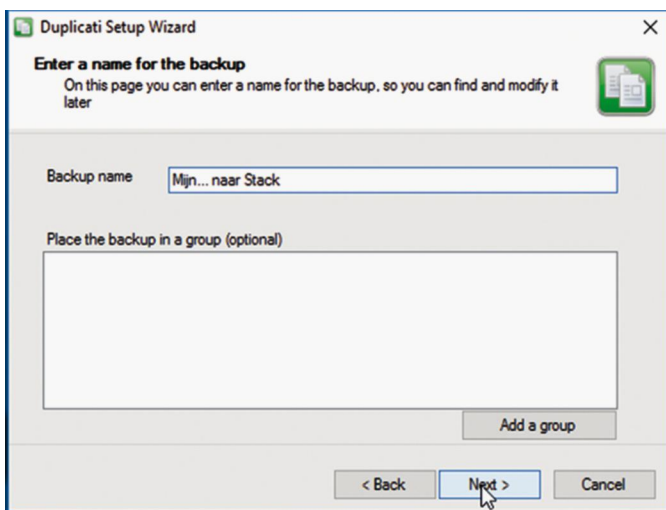 Duplicati Setup Wizard
Enter a name for the backup
On this page you can enter a name for the backup, so you can find and modify it
later
Backup name
Mijn... naar Stack
Place the backup in a group (optional)
Add a group
< Back
Next >
Cancel